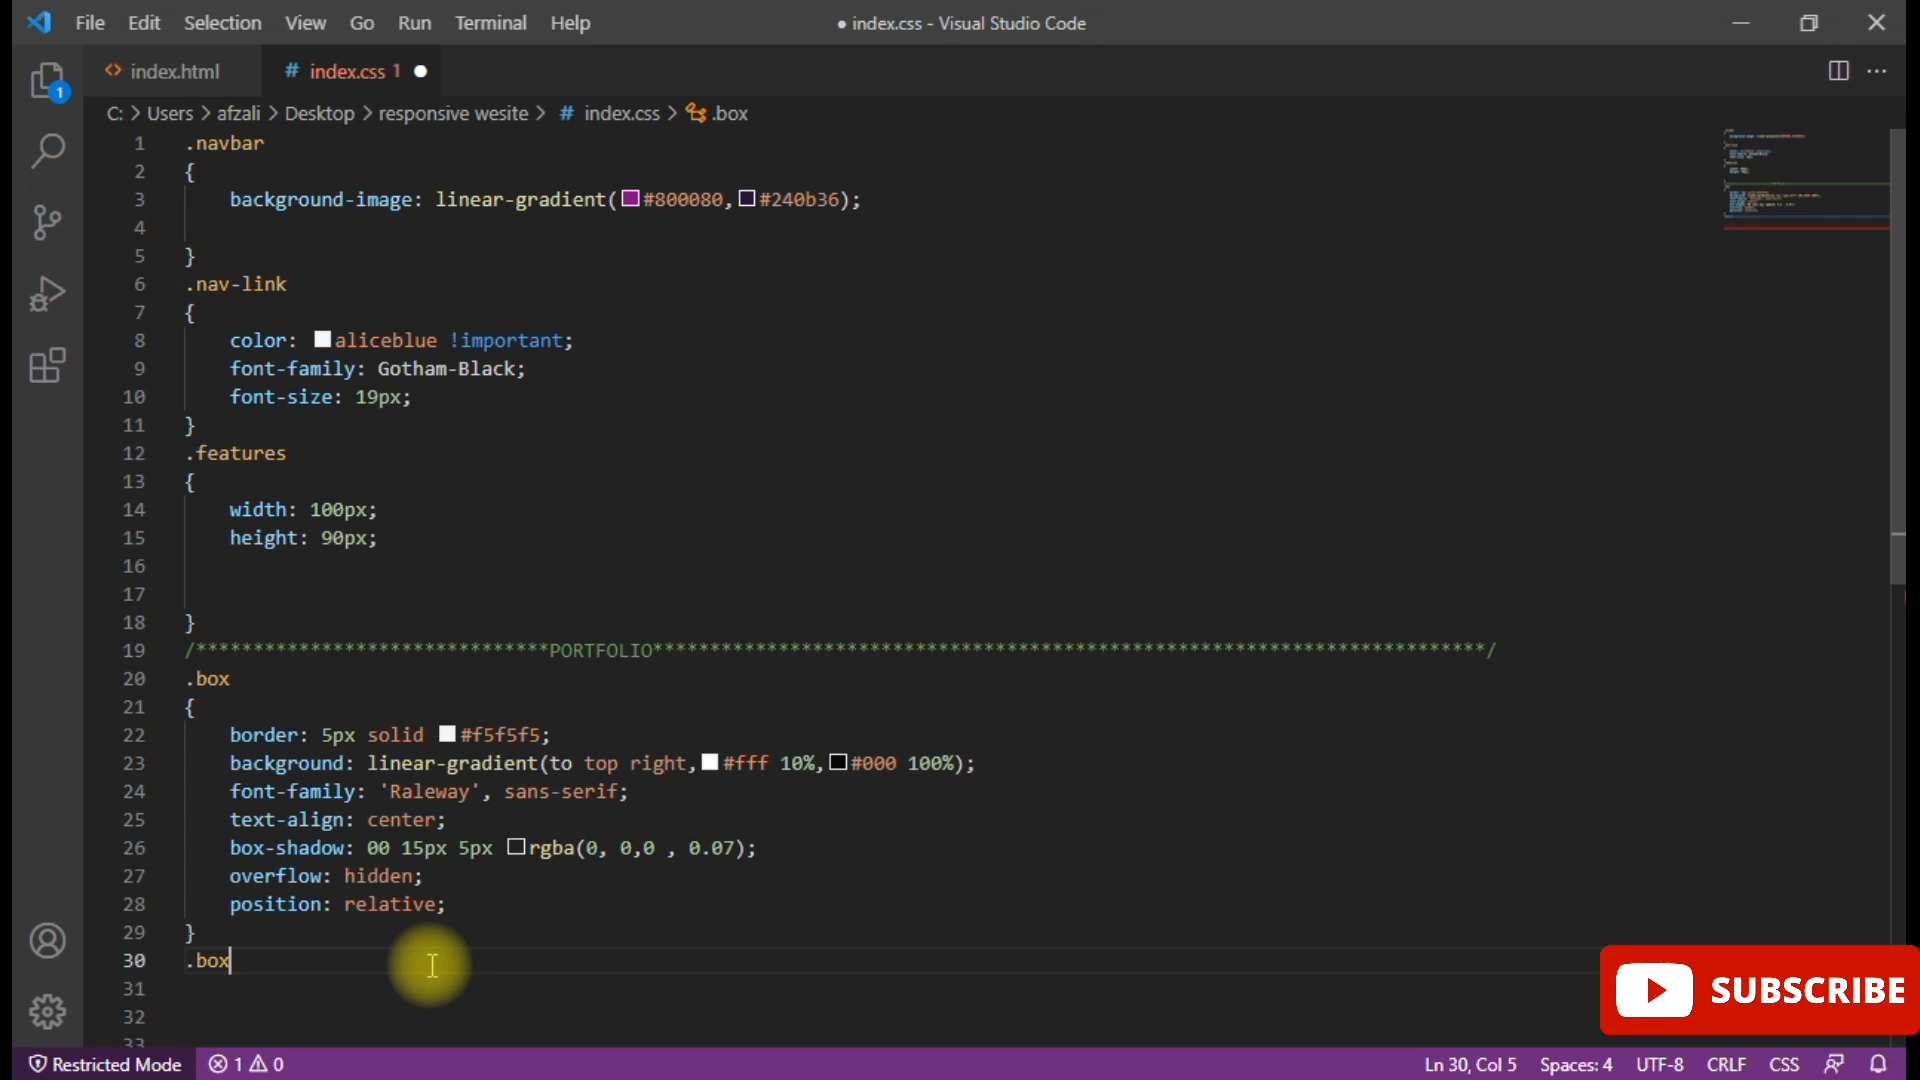 File Edit Selection View Go Run Terminal Help ● index.css - Visual Studio Code
<> index.html # index.css 1 ●
C: > Users > afzali > Desktop > responsive wesite > # index.css > .box
1 .navbar
2 {
3 background-image: linear-gradient(#800080,#240b36);
4
5 }
6 .nav-link
7 {
8 color: aliceblue !important;
9 font-family: Gotham-Black;
10 font-size: 19px;
11 }
12 .features
13 {
14 width: 100px;
15 height: 90px;
16
17
18 }
19 /*******************************PORTFOLIO*************************************************************************/
20 .box
21 {
22 border: 5px solid #f5f5f5;
23 background: linear-gradient(to top right,#fff 10%,#000 100%);
24 font-family: 'Raleway', sans-serif;
25 text-align: center;
26 box-shadow: 00 15px 5px rgba(0, 0,0 , 0.07);
27 overflow: hidden;
28 position: relative;
29 }
30 .box
31
32
33
SUBSCRIBE
Restricted Mode 1 0 Ln 30, Col 5 Spaces: 4 UTF-8 CRLF CSS